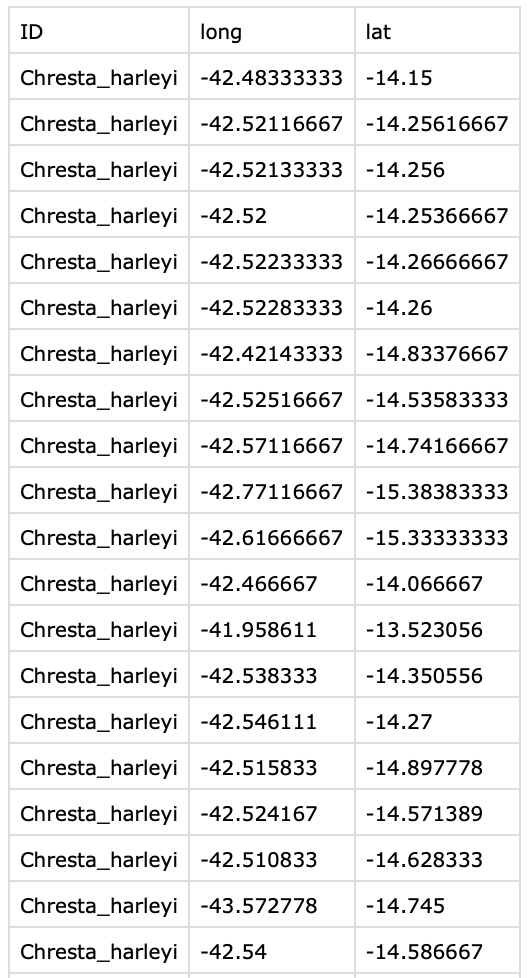 ID long lat
Chresta_harleyi -42.48333333 -14.15
Chresta_harleyi -42.52116667 -14.25616667
Chresta_harleyi -42.52133333 -14.256
Chresta_harleyi -42.52 -14.25366667
Chresta_harleyi -42.52233333 -14.26666667
Chresta_harleyi -42.52283333 -14.26
Chresta_harleyi -42.42143333 -14.83376667
Chresta_harleyi -42.52516667 -14.53583333
Chresta_harleyi -42.57116667 -14.74166667
Chresta_harleyi -42.77116667 -15.38383333
Chresta_harleyi -42.61666667 -15.33333333
Chresta_harleyi -42.466667 -14.066667
Chresta_harleyi -41.958611 -13.523056
Chresta_harleyi -42.538333 -14.350556
Chresta_harleyi -42.546111 -14.27
Chresta_harleyi -42.515833 -14.897778
Chresta_harleyi -42.524167 -14.571389
Chresta_harleyi -42.510833 -14.628333
Chresta_harleyi -43.572778 -14.745
Chresta_harleyi -42.54 -14.586667